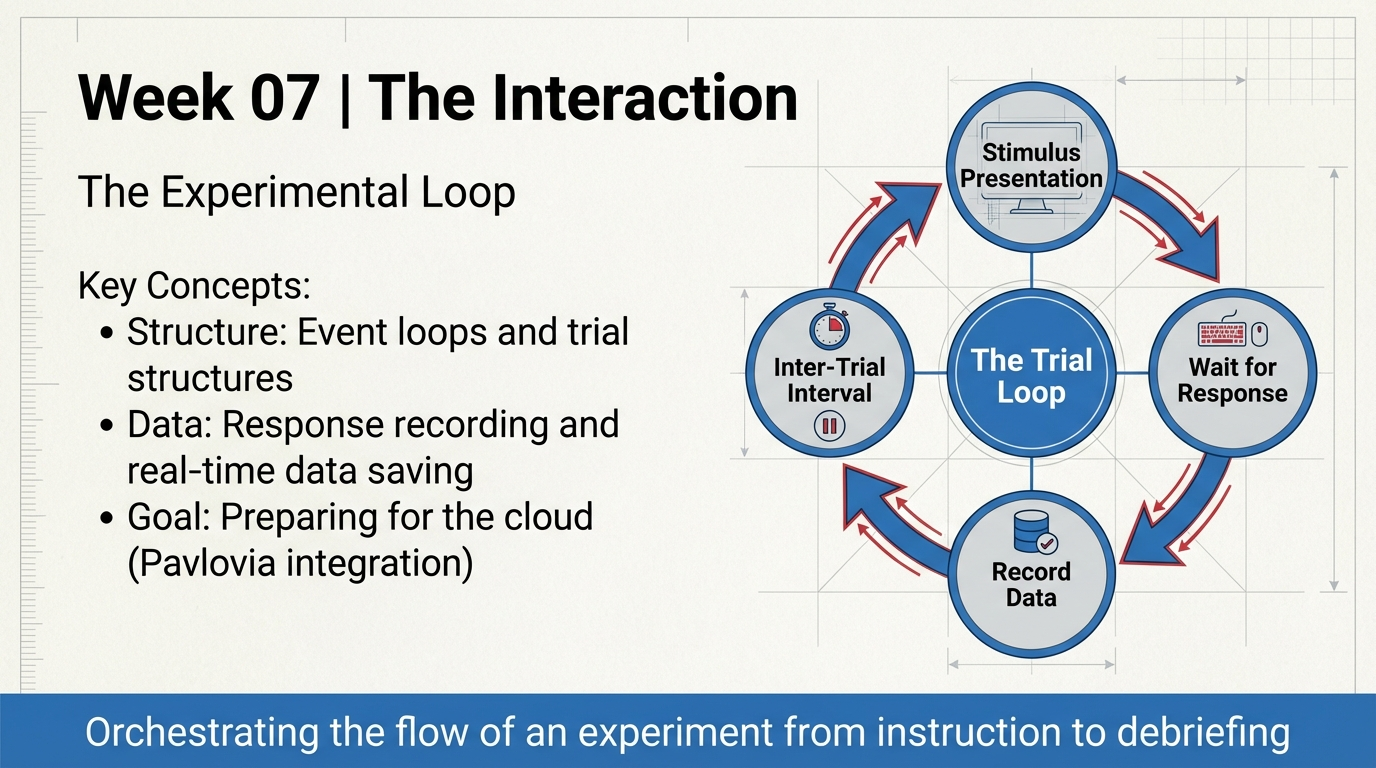 Week 07 | The Interaction
The Experimental Loop
Key Concepts:
• Structure: Event loops and trial
structures
• Data: Response recording and
real-time data saving
• Goal: Preparing for the cloud
(Pavlovia integration)
Stimulus
Presentation
Wait for
Response
Record
Data
Inter-Trial
Interval
The Trial
Loop
Orchestrating the flow of an experiment from instruction to debriefing